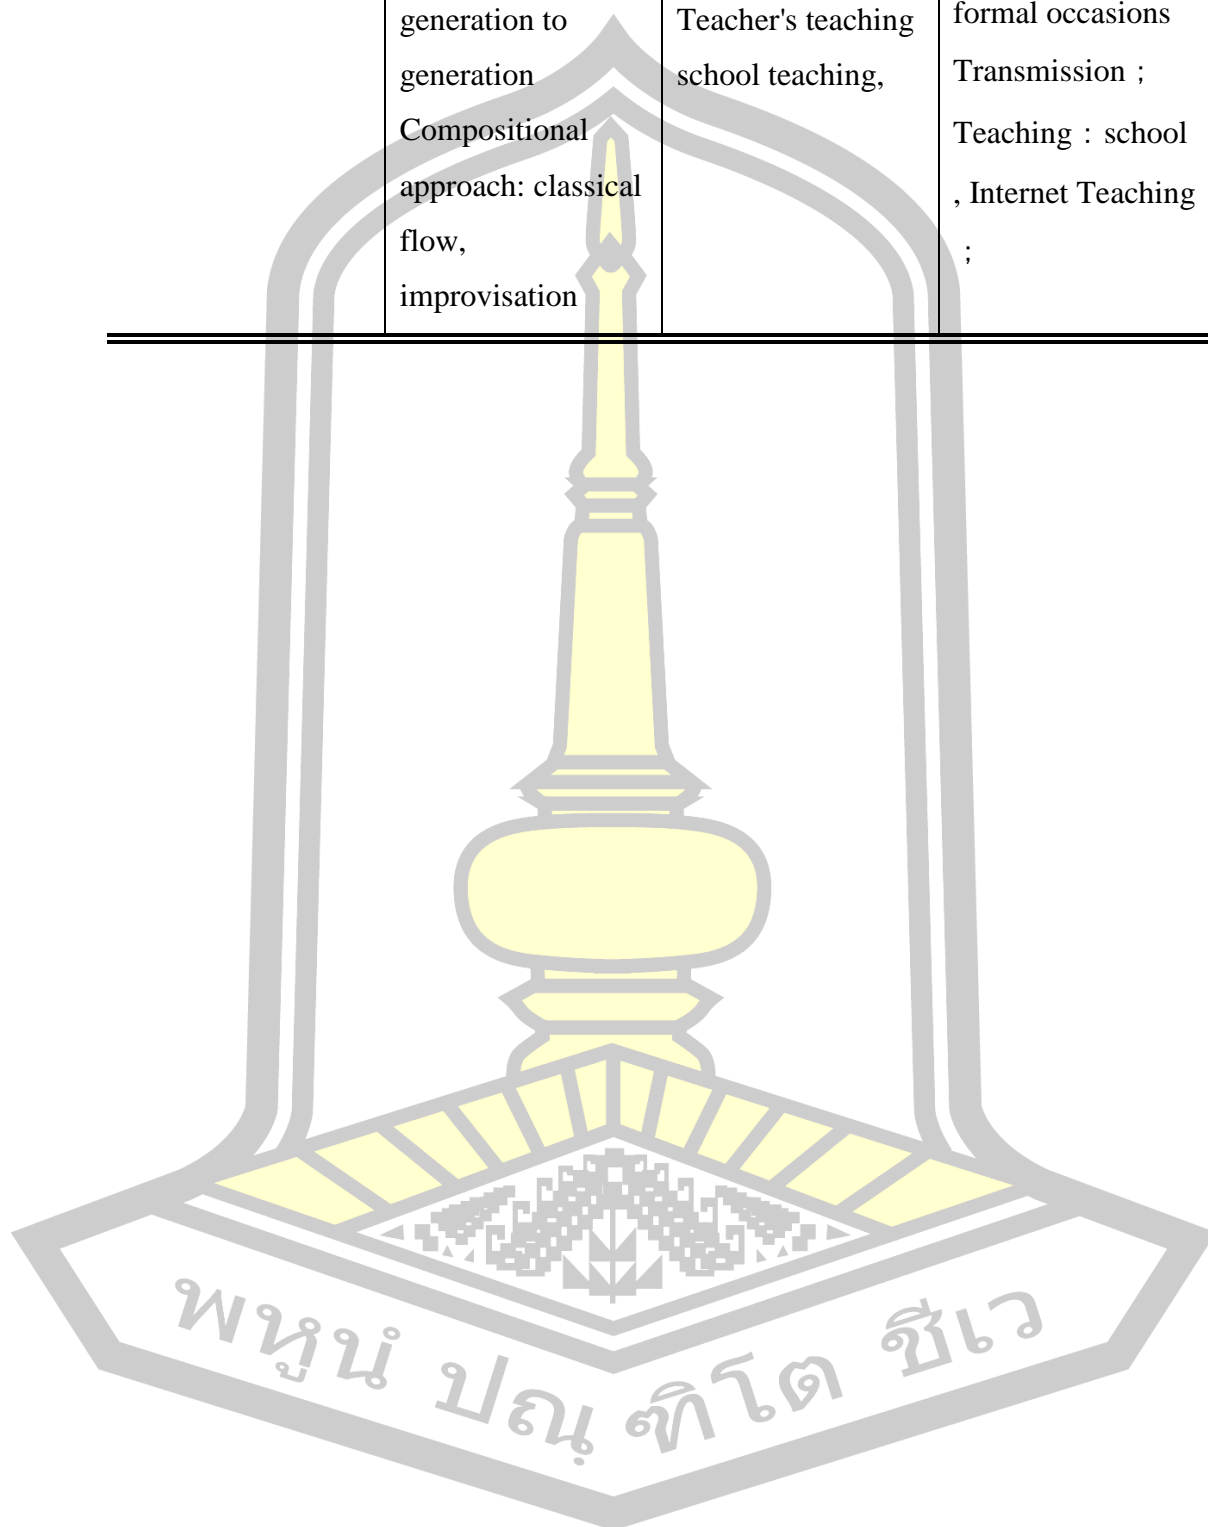 generation to
generation
Compositional
approach: classical
flow,
improvisation
Teacher's teaching
school teaching,
formal occasions
Transmission；
Teaching：school
, Internet Teaching
；
พหูนํ ปณฺ ฑิโต ชีเว